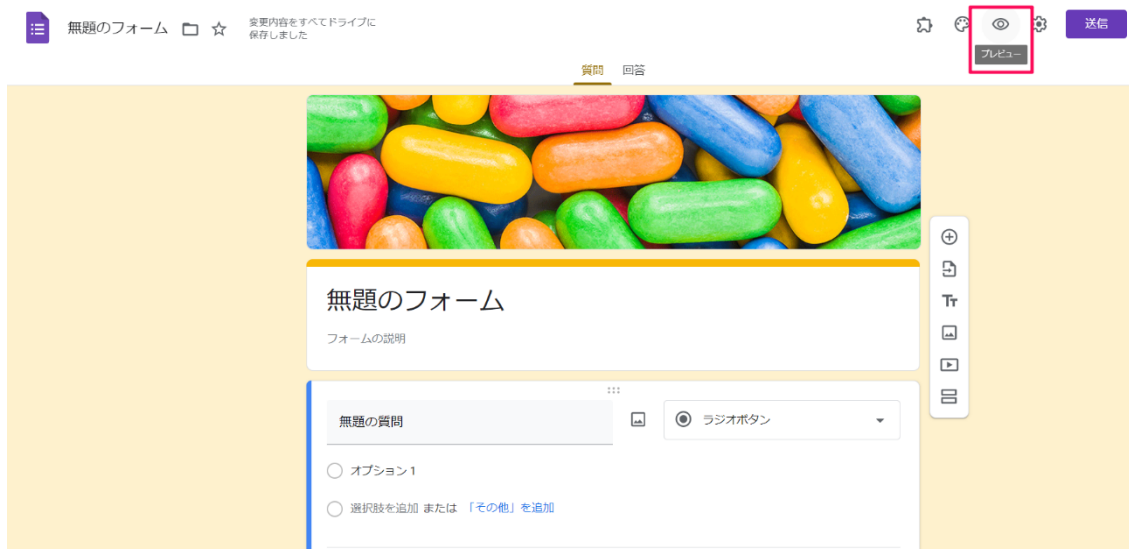 無題のフォーム
変更内容をすべてドライブに
保存しました
送信
プレビュー
質問 回答
無題のフォーム
フォームの説明
無題の質問
ラジオボタン
オプション 1
選択肢を追加 または 「その他」を追加
Tт